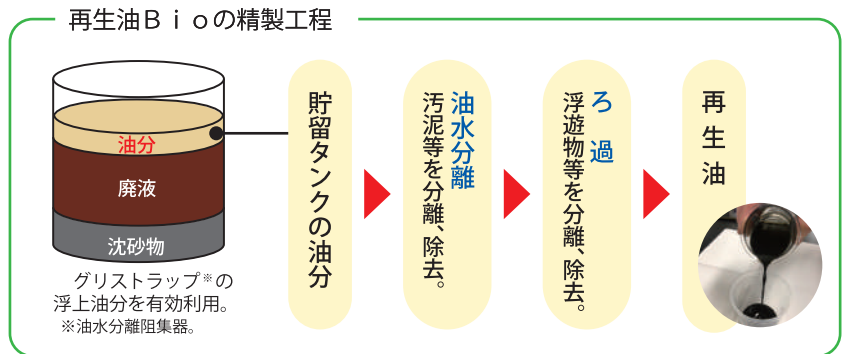 再生油Ｂｉｏの精製工程
油分
廃液
沈砂物
グリストラップ※の
浮上油分を有効利用。
※油水分離阻集器。
貯留タンクの油分
油水分離
汚泥等を分離、除去。
ろ過
浮遊物等を分離、除去。
再生油